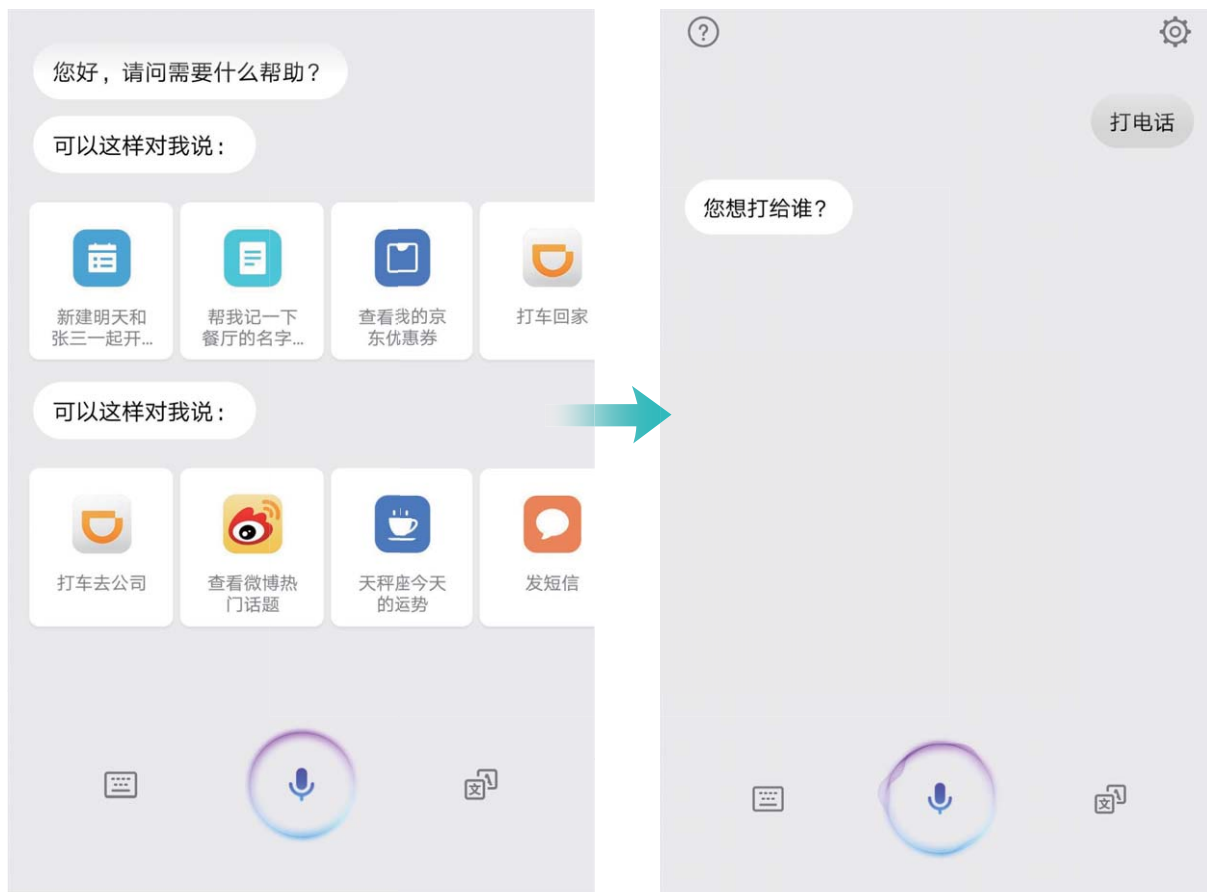 您好，请问需要什么帮助？
可以这样对我说：
新建明天和
张三一起开...
帮我记一下
餐厅的名字...
查看我的京
东优惠券
打车回家
可以这样对我说：
打车去公司
查看微博热
门话题
天秤座今天
的运势
发短信
文
?
打电话
您想打给谁？
文